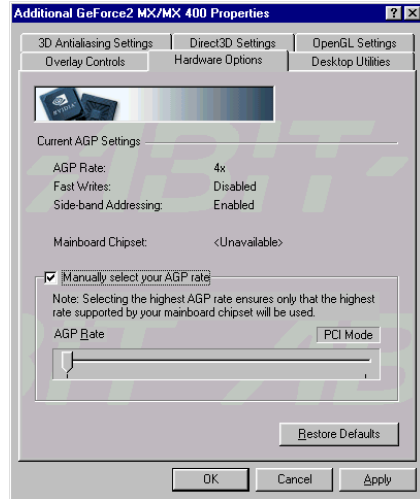 Additional GeForce2 MX/MX 400 Properties
3D Antialiasing Settings Direct3D Settings OpenGL Settings
Overlay Controls Hardware Options Desktop Utilities
NVIDIA
Current AGP Settings
AGP Rate: 4x
Fast Writes: Disabled
Side-band Addressing: Enabled
Mainboard Chipset: <Unavailable>
Manually select your AGP rate
Note: Selecting the highest AGP rate ensures only that the highest
rate supported by your mainboard chipset will be used.
AGP Rate PCI Mode
Restore Defaults
OK Cancel Apply
ABIT